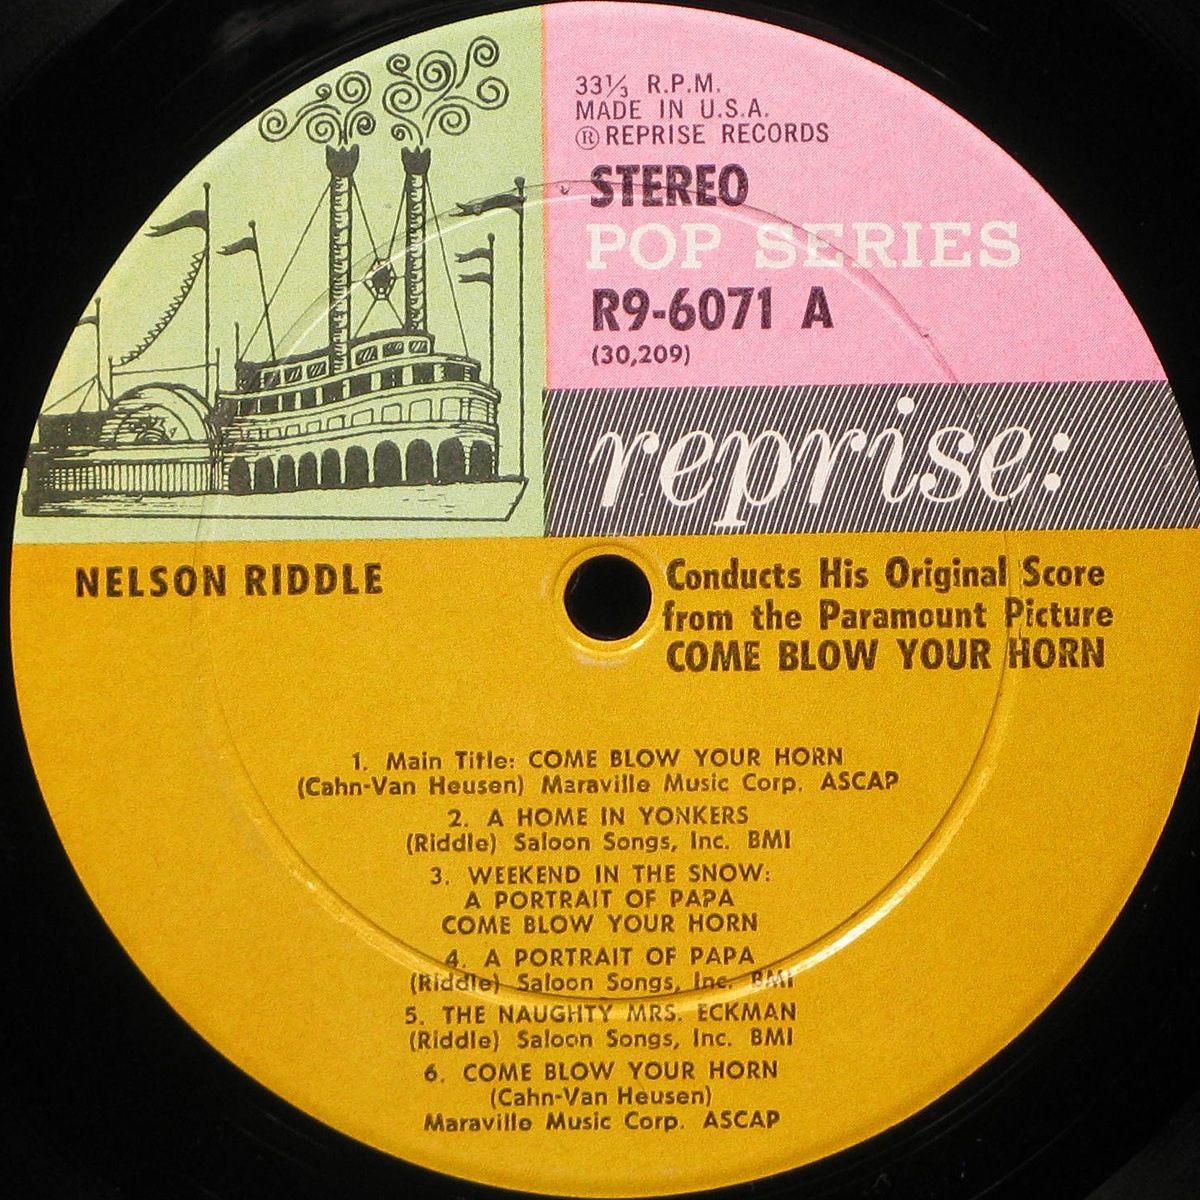 33⅓ R.P.M.
MADE IN U.S.A.
Ⓡ REPRISE RECORDS
STEREO
POP SERIES
R9-6071 A
(30,209)
reprise:
NELSON RIDDLE
Conducts His Original Score
from the Paramount Picture
COME BLOW YOUR HORN
1. Main Title: COME BLOW YOUR HORN
(Cahn-Van Heusen) Maraville Music Corp. ASCAP
2. A HOME IN YONKERS
(Riddle) Saloon Songs, Inc. BMI
3. WEEKEND IN THE SNOW:
A PORTRAIT OF PAPA
COME BLOW YOUR HORN
4. A PORTRAIT OF PAPA
(Riddle) Saloon Songs, Inc. BMI
5. THE NAUGHTY MRS. ECKMAN
(Riddle) Saloon Songs, Inc. BMI
6. COME BLOW YOUR HORN
(Cahn-Van Heusen)
Maraville Music Corp. ASCAP